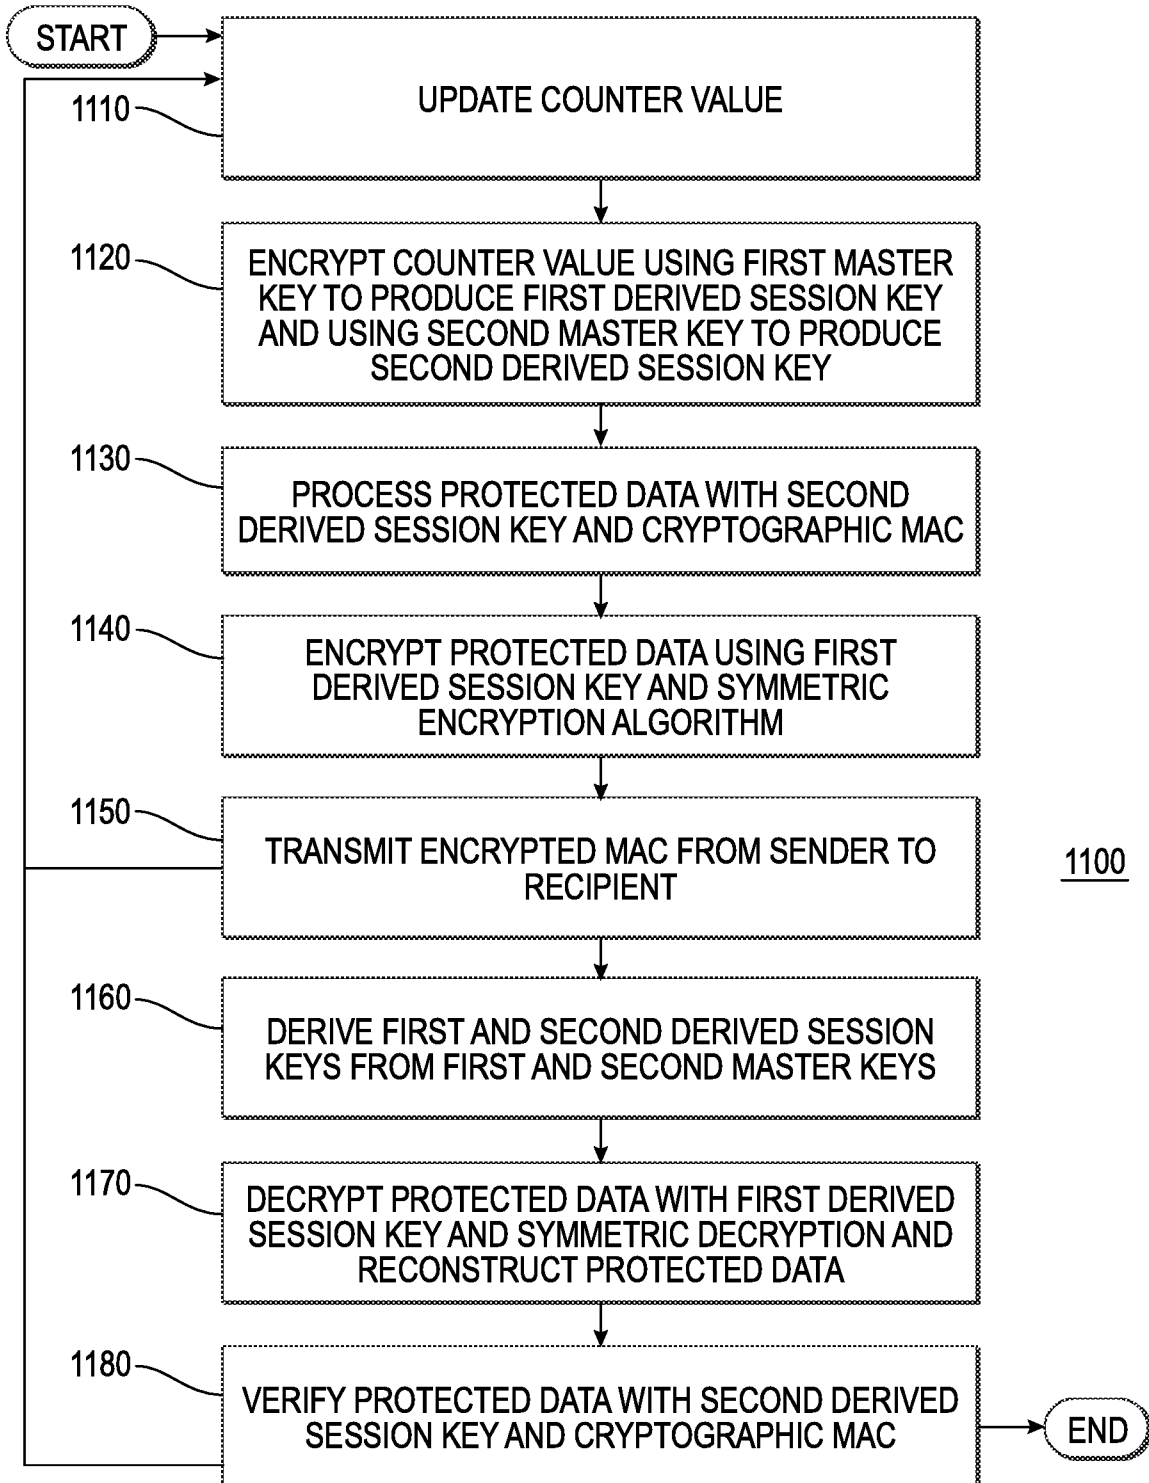 START
UPDATE COUNTER VALUE
1110
1120
ENCRYPT COUNTER VALUE USING FIRST MASTER
KEY TO PRODUCE FIRST DERIVED SESSION KEY
AND USING SECOND MASTER KEY TO PRODUCE
SECOND DERIVED SESSION KEY
1130
PROCESS PROTECTED DATA WITH SECOND
DERIVED SESSION KEY AND CRYPTOGRAPHIC MAC
1140
ENCRYPT PROTECTED DATA USING FIRST
DERIVED SESSION KEY AND SYMMETRIC
ENCRYPTION ALGORITHM
1150
TRANSMIT ENCRYPTED MAC FROM SENDER TO
RECIPIENT
1100
1160
DERIVE FIRST AND SECOND DERIVED SESSION
KEYS FROM FIRST AND SECOND MASTER KEYS
1170
DECRYPT PROTECTED DATA WITH FIRST DERIVED
SESSION KEY AND SYMMETRIC DECRYPTION AND
RECONSTRUCT PROTECTED DATA
1180
VERIFY PROTECTED DATA WITH SECOND DERIVED
SESSION KEY AND CRYPTOGRAPHIC MAC
END